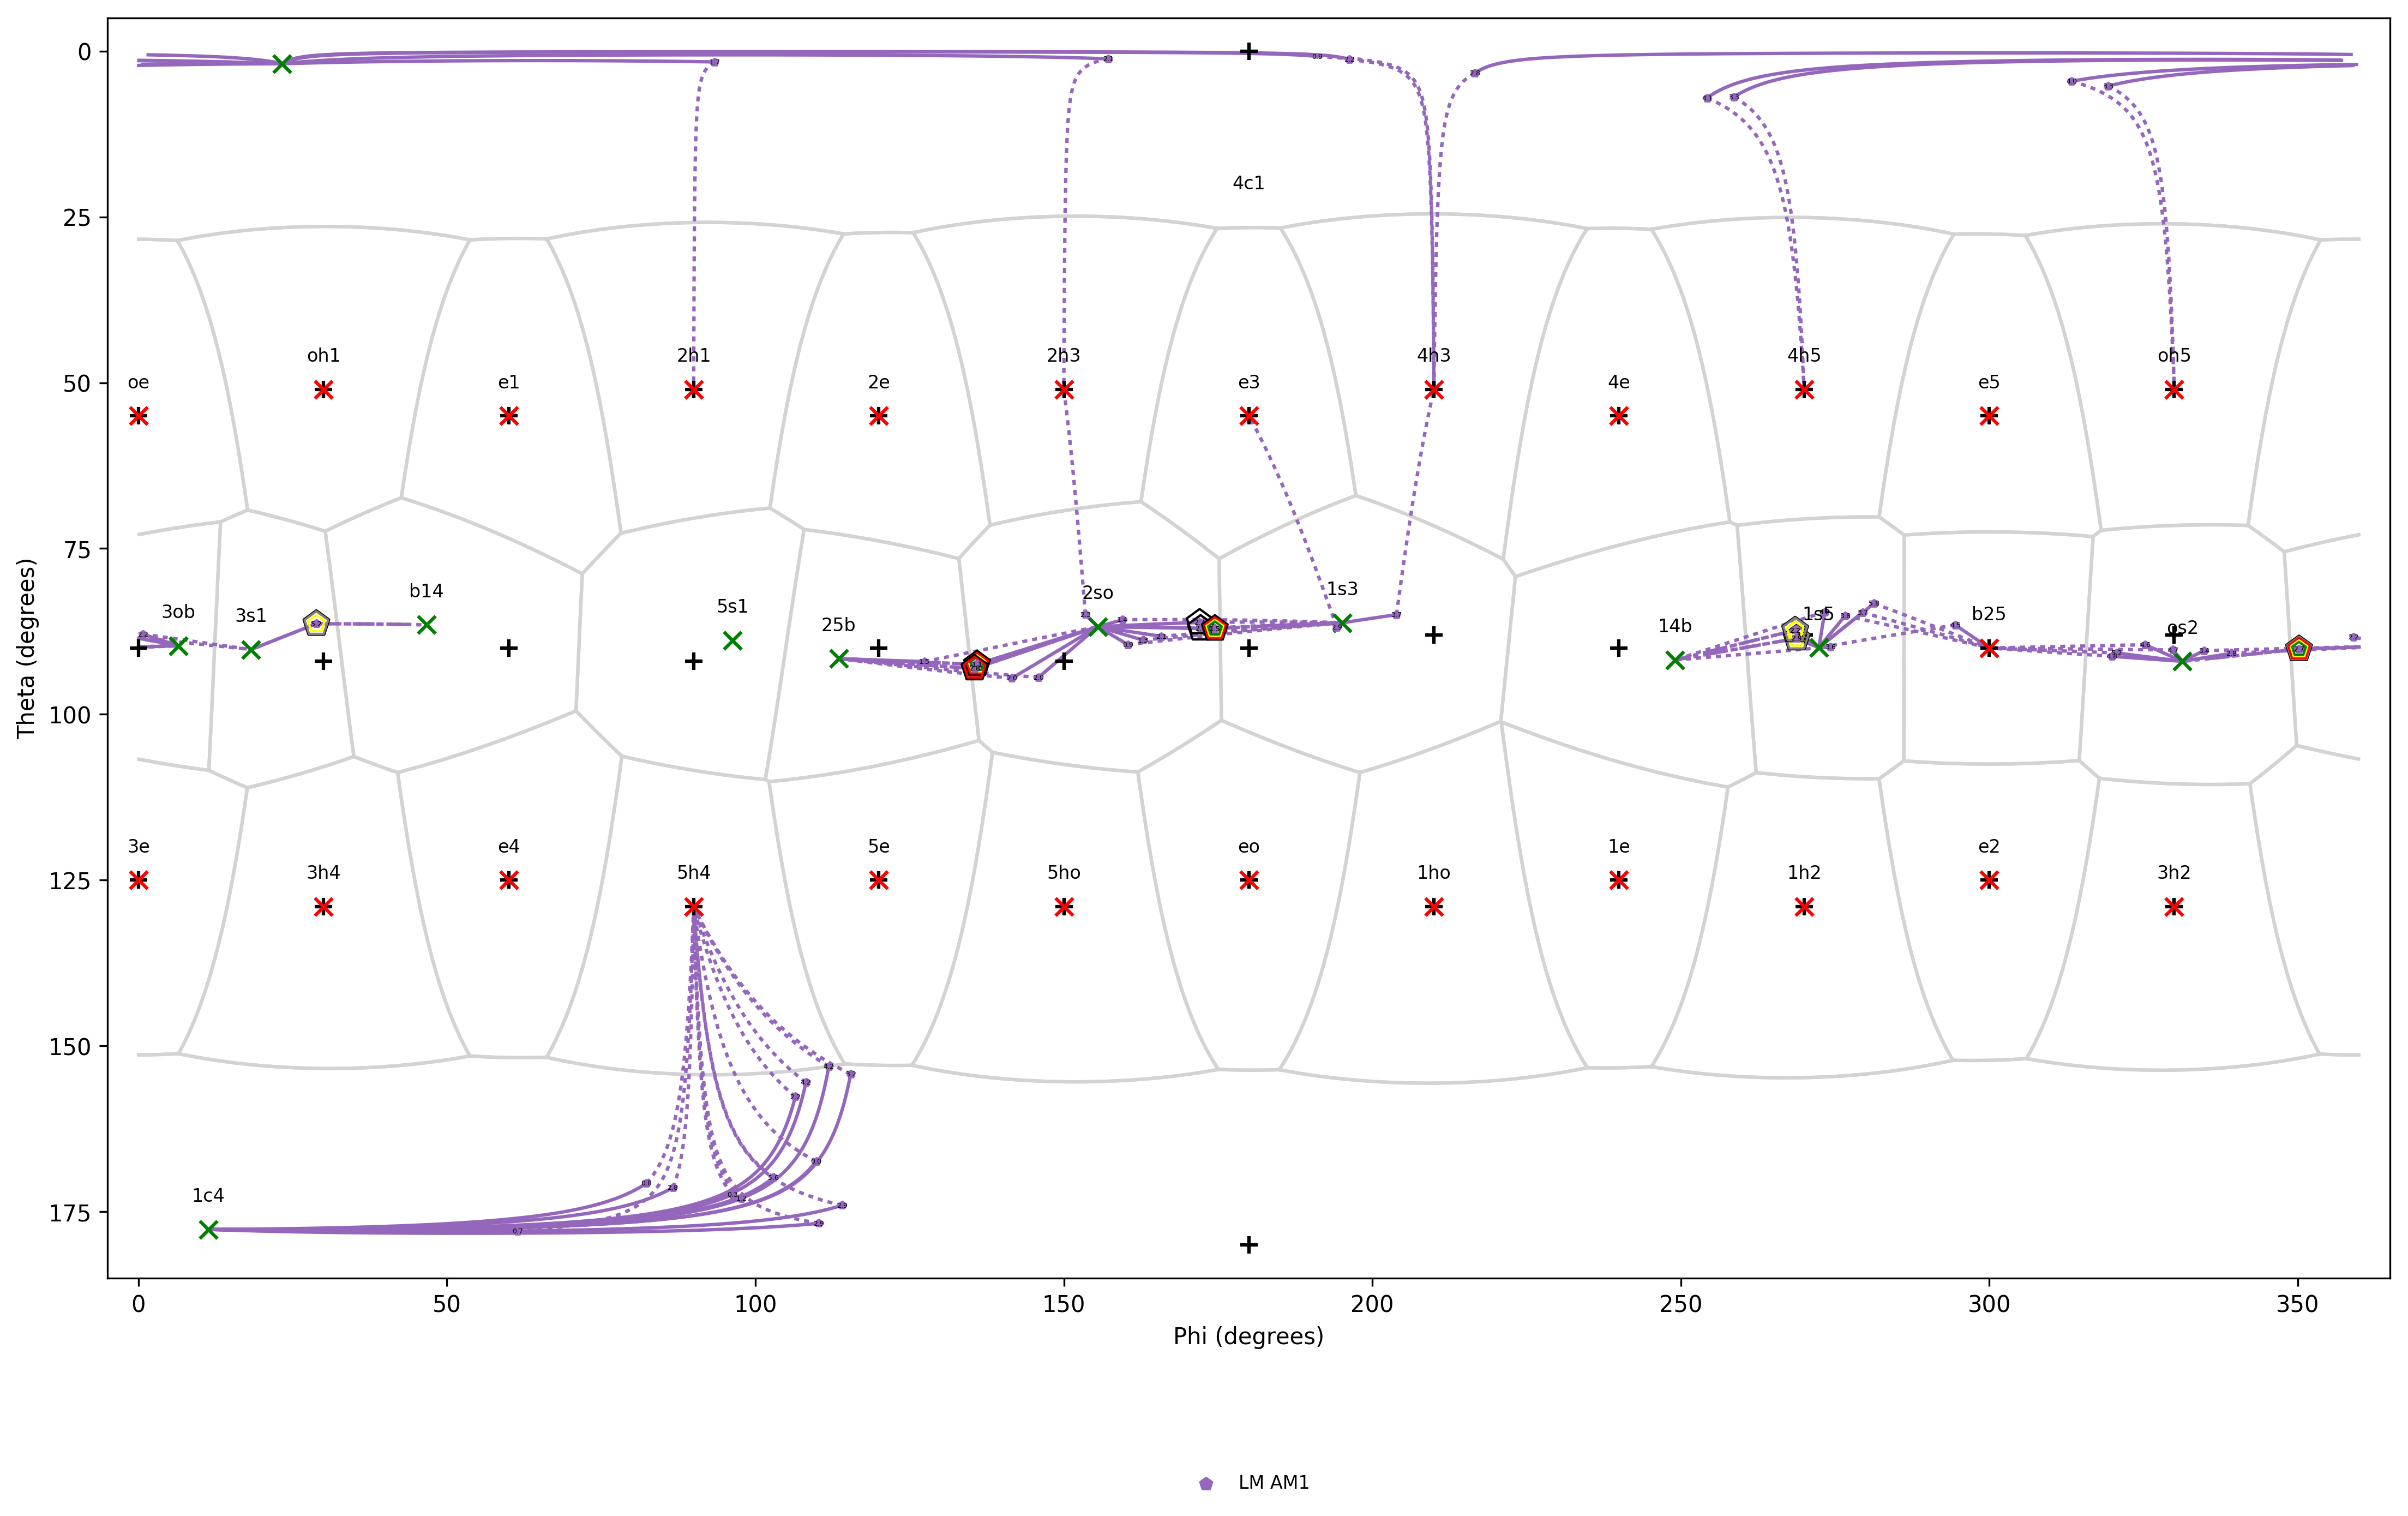 0
4c1
25
oh1 2h1 2h3 4h3 4h5 oh5
oe e1 2e e3 4e e5
50
75
3ob 3s1 b14 5s1 25b 2so 1s3 14b 1s5 b25 os2
Theta (degrees)
100
3e e4 5e eo 1e e2
3h4 5h4 5ho 1ho 1h2 3h2
125
150
1c4
175
0 50 100 150 200 250 300 350
Phi (degrees)
LM AM1